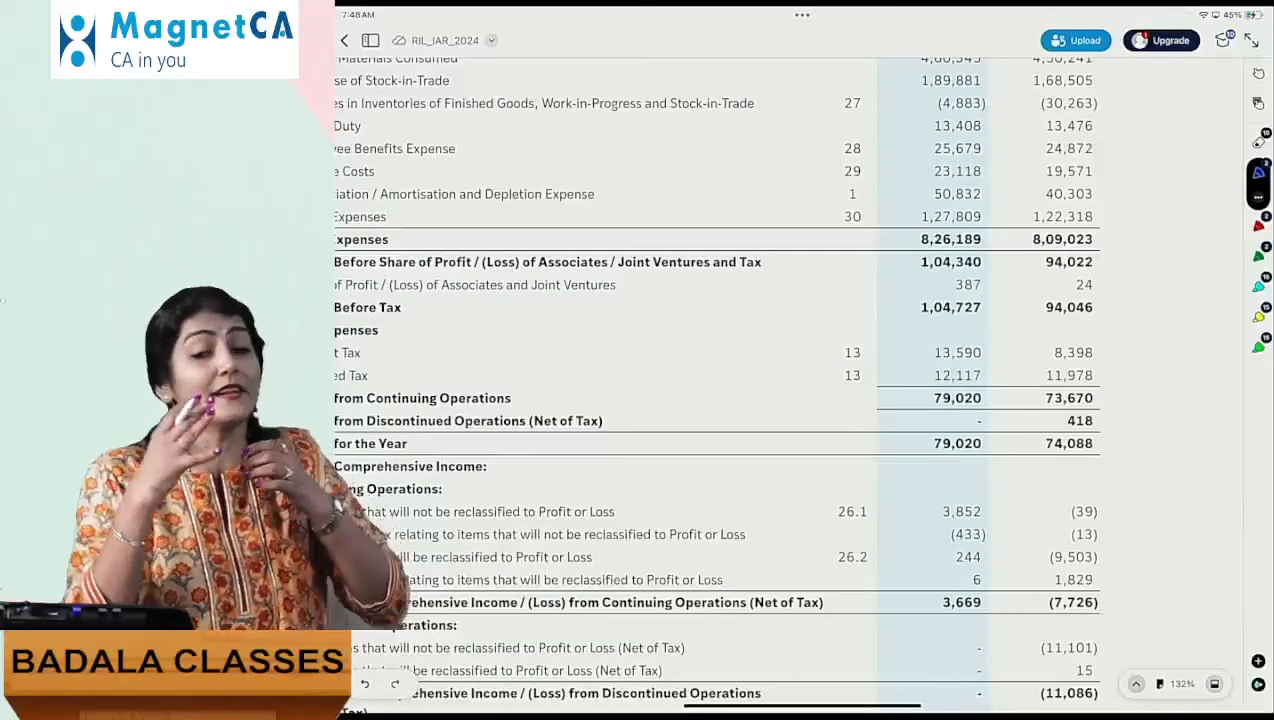 MagnetCA
CA in you
7:48 AM
45%
RIL_IAR_2024
Upload
Upgrade
10
Materials Consumed
se of Stock-in-Trade 1,89,881 1,68,505
es in Inventories of Finished Goods, Work-in-Progress and Stock-in-Trade 27 (4,883) (30,263)
Duty 13,408 13,476
ee Benefits Expense 28 25,679 24,872
e Costs 29 23,118 19,571
iation / Amortisation and Depletion Expense 1 50,832 40,303
Expenses 30 1,27,809 1,22,318
xpenses 8,26,189 8,09,023
Before Share of Profit / (Loss) of Associates / Joint Ventures and Tax 1,04,340 94,022
of Profit / (Loss) of Associates and Joint Ventures 387 24
Before Tax 1,04,727 94,046
penses
t Tax 13 13,590 8,398
ed Tax 13 12,117 11,978
from Continuing Operations 79,020 73,670
from Discontinued Operations (Net of Tax) - 418
for the Year 79,020 74,088
Comprehensive Income:
ng Operations:
that will not be reclassified to Profit or Loss 26.1 3,852 (39)
x relating to items that will not be reclassified to Profit or Loss (433) (13)
will be reclassified to Profit or Loss 26.2 244 (9,503)
elating to items that will be reclassified to Profit or Loss 6 1,829
rehensive Income / (Loss) from Continuing Operations (Net of Tax) 3,669 (7,726)
perations:
s that will not be reclassified to Profit or Loss (Net of Tax) - (11,101)
will be reclassified to Profit or Loss (Net of Tax) - 15
ehensive Income / (Loss) from Discontinued Operations - (11,086)
132%
BADALA CLASSES